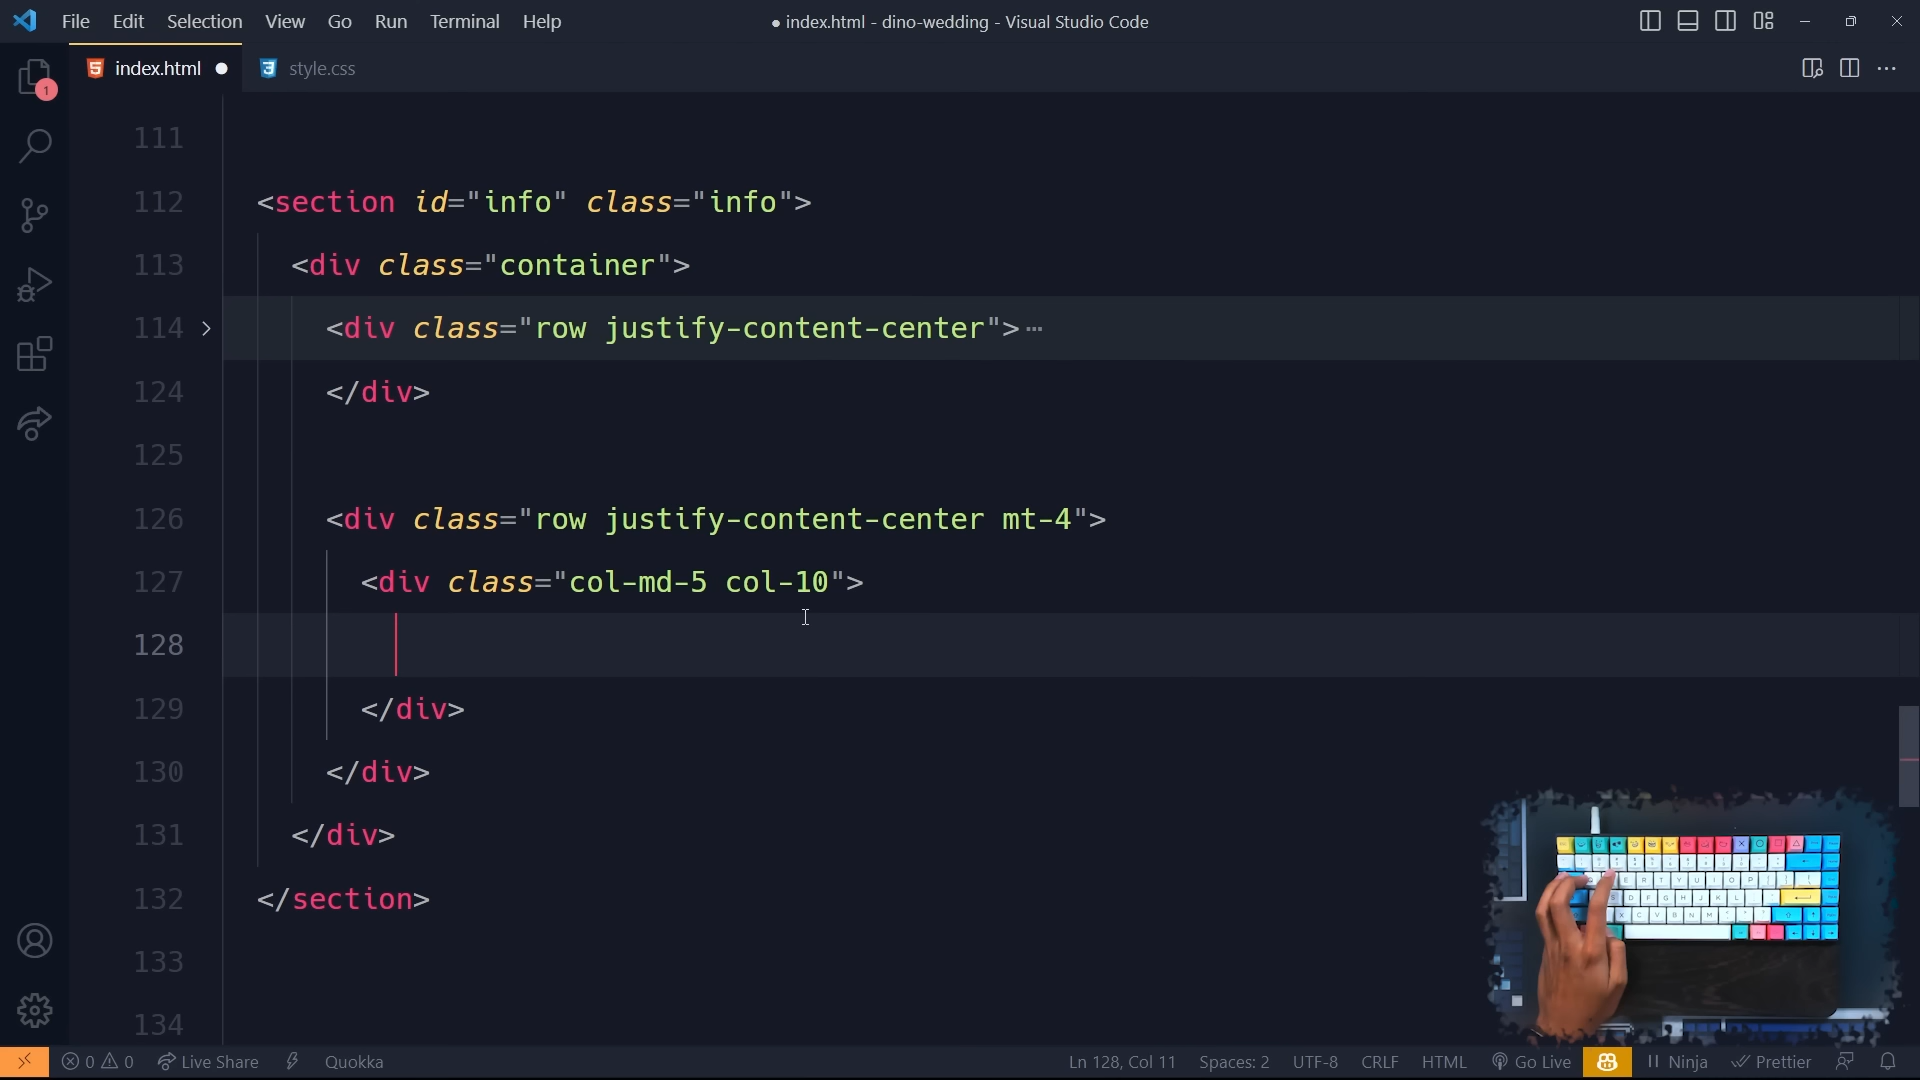 File Edit Selection View Go Run Terminal Help
● index.html - dino-wedding - Visual Studio Code
index.html ●
style.css
1
111
112 <section id="info" class="info">
113 <div class="container">
114 <div class="row justify-content-center">⋯
124 </div>
125
126 <div class="row justify-content-center mt-4">
127 <div class="col-md-5 col-10">
128
129 </div>
130 </div>
131 </div>
132 </section>
133
134
0 0 Live Share Quokka Ln 128, Col 11 Spaces: 2 UTF-8 CRLF HTML Go Live Ninja Prettier